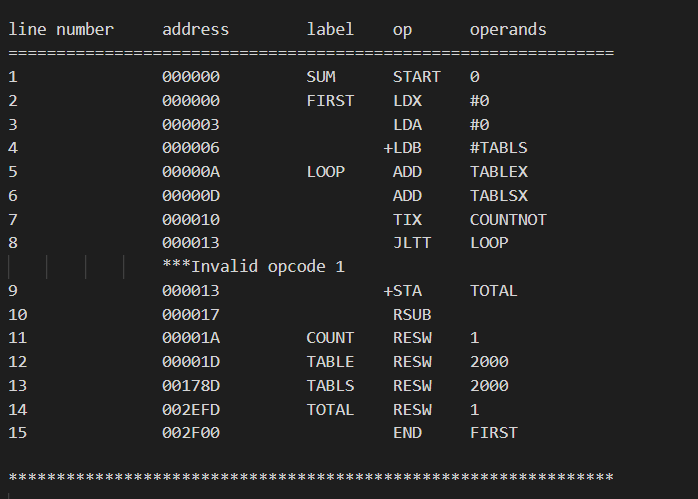 line number     address        label    op      operands
===============================================================
1               000000         SUM      START   0
2               000000         FIRST    LDX     #0
3               000003                  LDA     #0
4               000006                 +LDB     #TABLS
5               00000A         LOOP     ADD     TABLEX
6               00000D                  ADD     TABLSX
7               000010                  TIX     COUNTNOT
8               000013                  JLTT    LOOP
                ***Invalid opcode 1
9               000013                 +STA     TOTAL
10              000017                  RSUB
11              00001A         COUNT    RESW    1
12              00001D         TABLE    RESW    2000
13              00178D         TABLS    RESW    2000
14              002EFD         TOTAL    RESW    1
15              002F00                  END     FIRST
***************************************************************